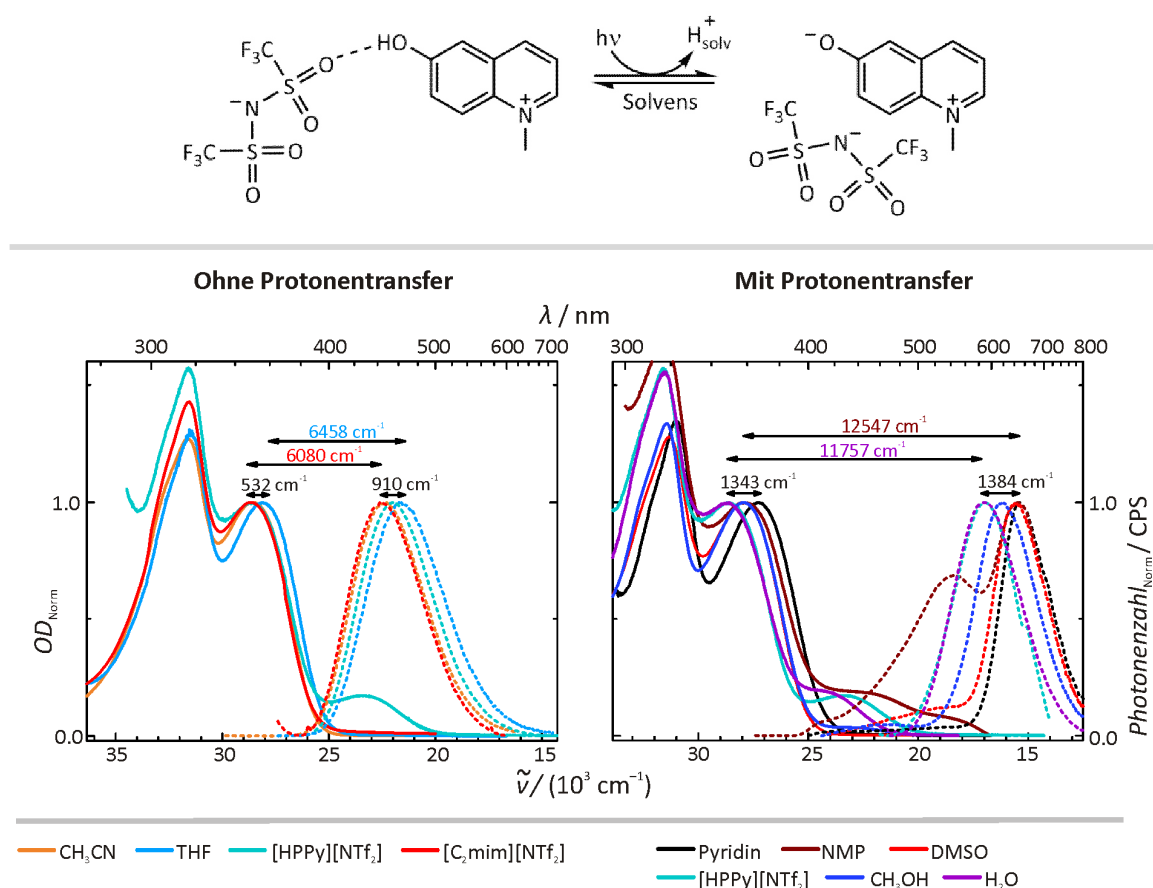 F₃C
O
HO
hν
H⁺solv
⁻O
S
⁻N
O
Solvens
N⁺
N⁺
F₃C
S
O
O
F₃C
N⁻
O
S
S
CF₃
O
O
O
Ohne Protonentransfer
Mit Protonentransfer
λ / nm
300 400 500 600 700
300 400 500 600 700 800
6458 cm⁻¹
6080 cm⁻¹
532 cm⁻¹
910 cm⁻¹
12547 cm⁻¹
11757 cm⁻¹
1343 cm⁻¹
1384 cm⁻¹
1.0
1.0
OD Norm
Photonenzahl Norm / CPS
0.0
0.0
35 30 25 20 15
30 25 20 15
ṽ / (10³ cm⁻¹)
CH₃CN THF [HPPy][NTf₂] [C₂mim][NTf₂]
Pyridin NMP DMSO
[HPPy][NTf₂] CH₃OH H₂O